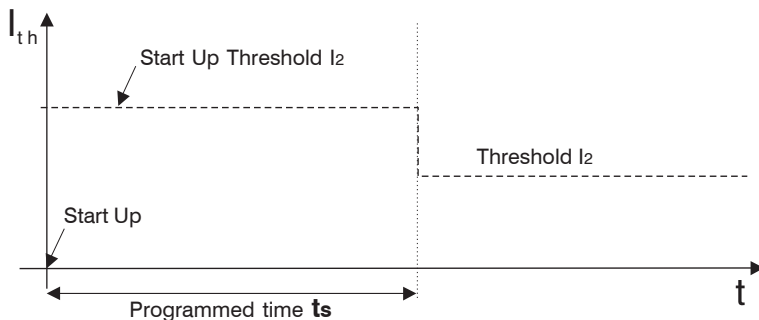 Ith
Start Up Threshold I2
Threshold I2
Start Up
t
Programmed time ts